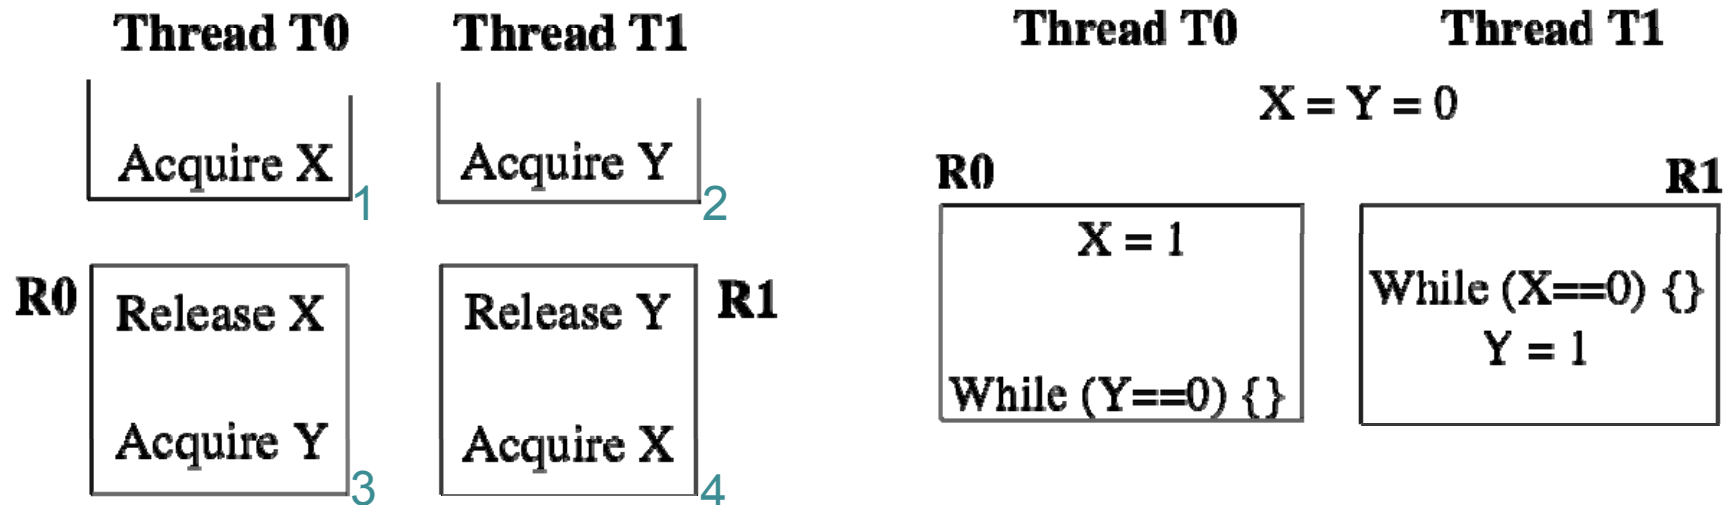 Thread T0
Thread T1
Acquire X
1
Acquire Y
2
R0
Release X
Acquire Y
3
Release Y
R1
Acquire X
4
Thread T0
Thread T1
X = Y = 0
R0
R1
X = 1
While (Y==0) {}
While (X==0) {}
Y = 1